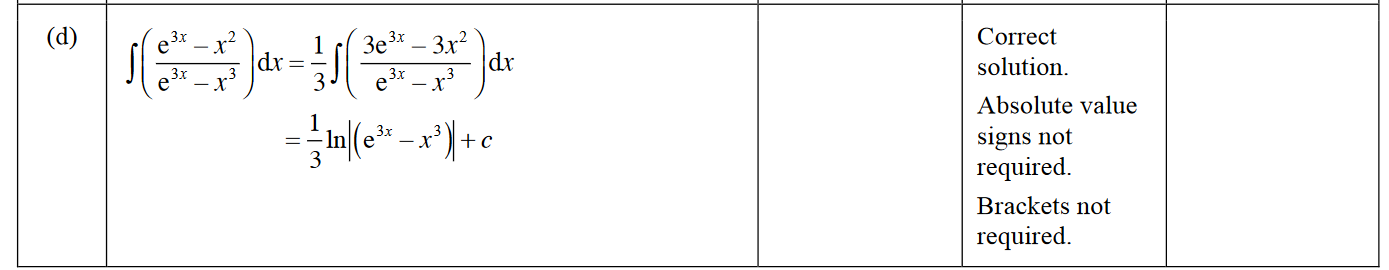 (d)
∫((e^{3x} − x^2)/(e^{3x} − x^3))dx = 1/3 ∫((3e^{3x} − 3x^2)/(e^{3x} − x^3))dx
= 1/3 ln|(e^{3x} − x^3)| + c
Correct
solution.
Absolute value
signs not
required.
Brackets not
required.